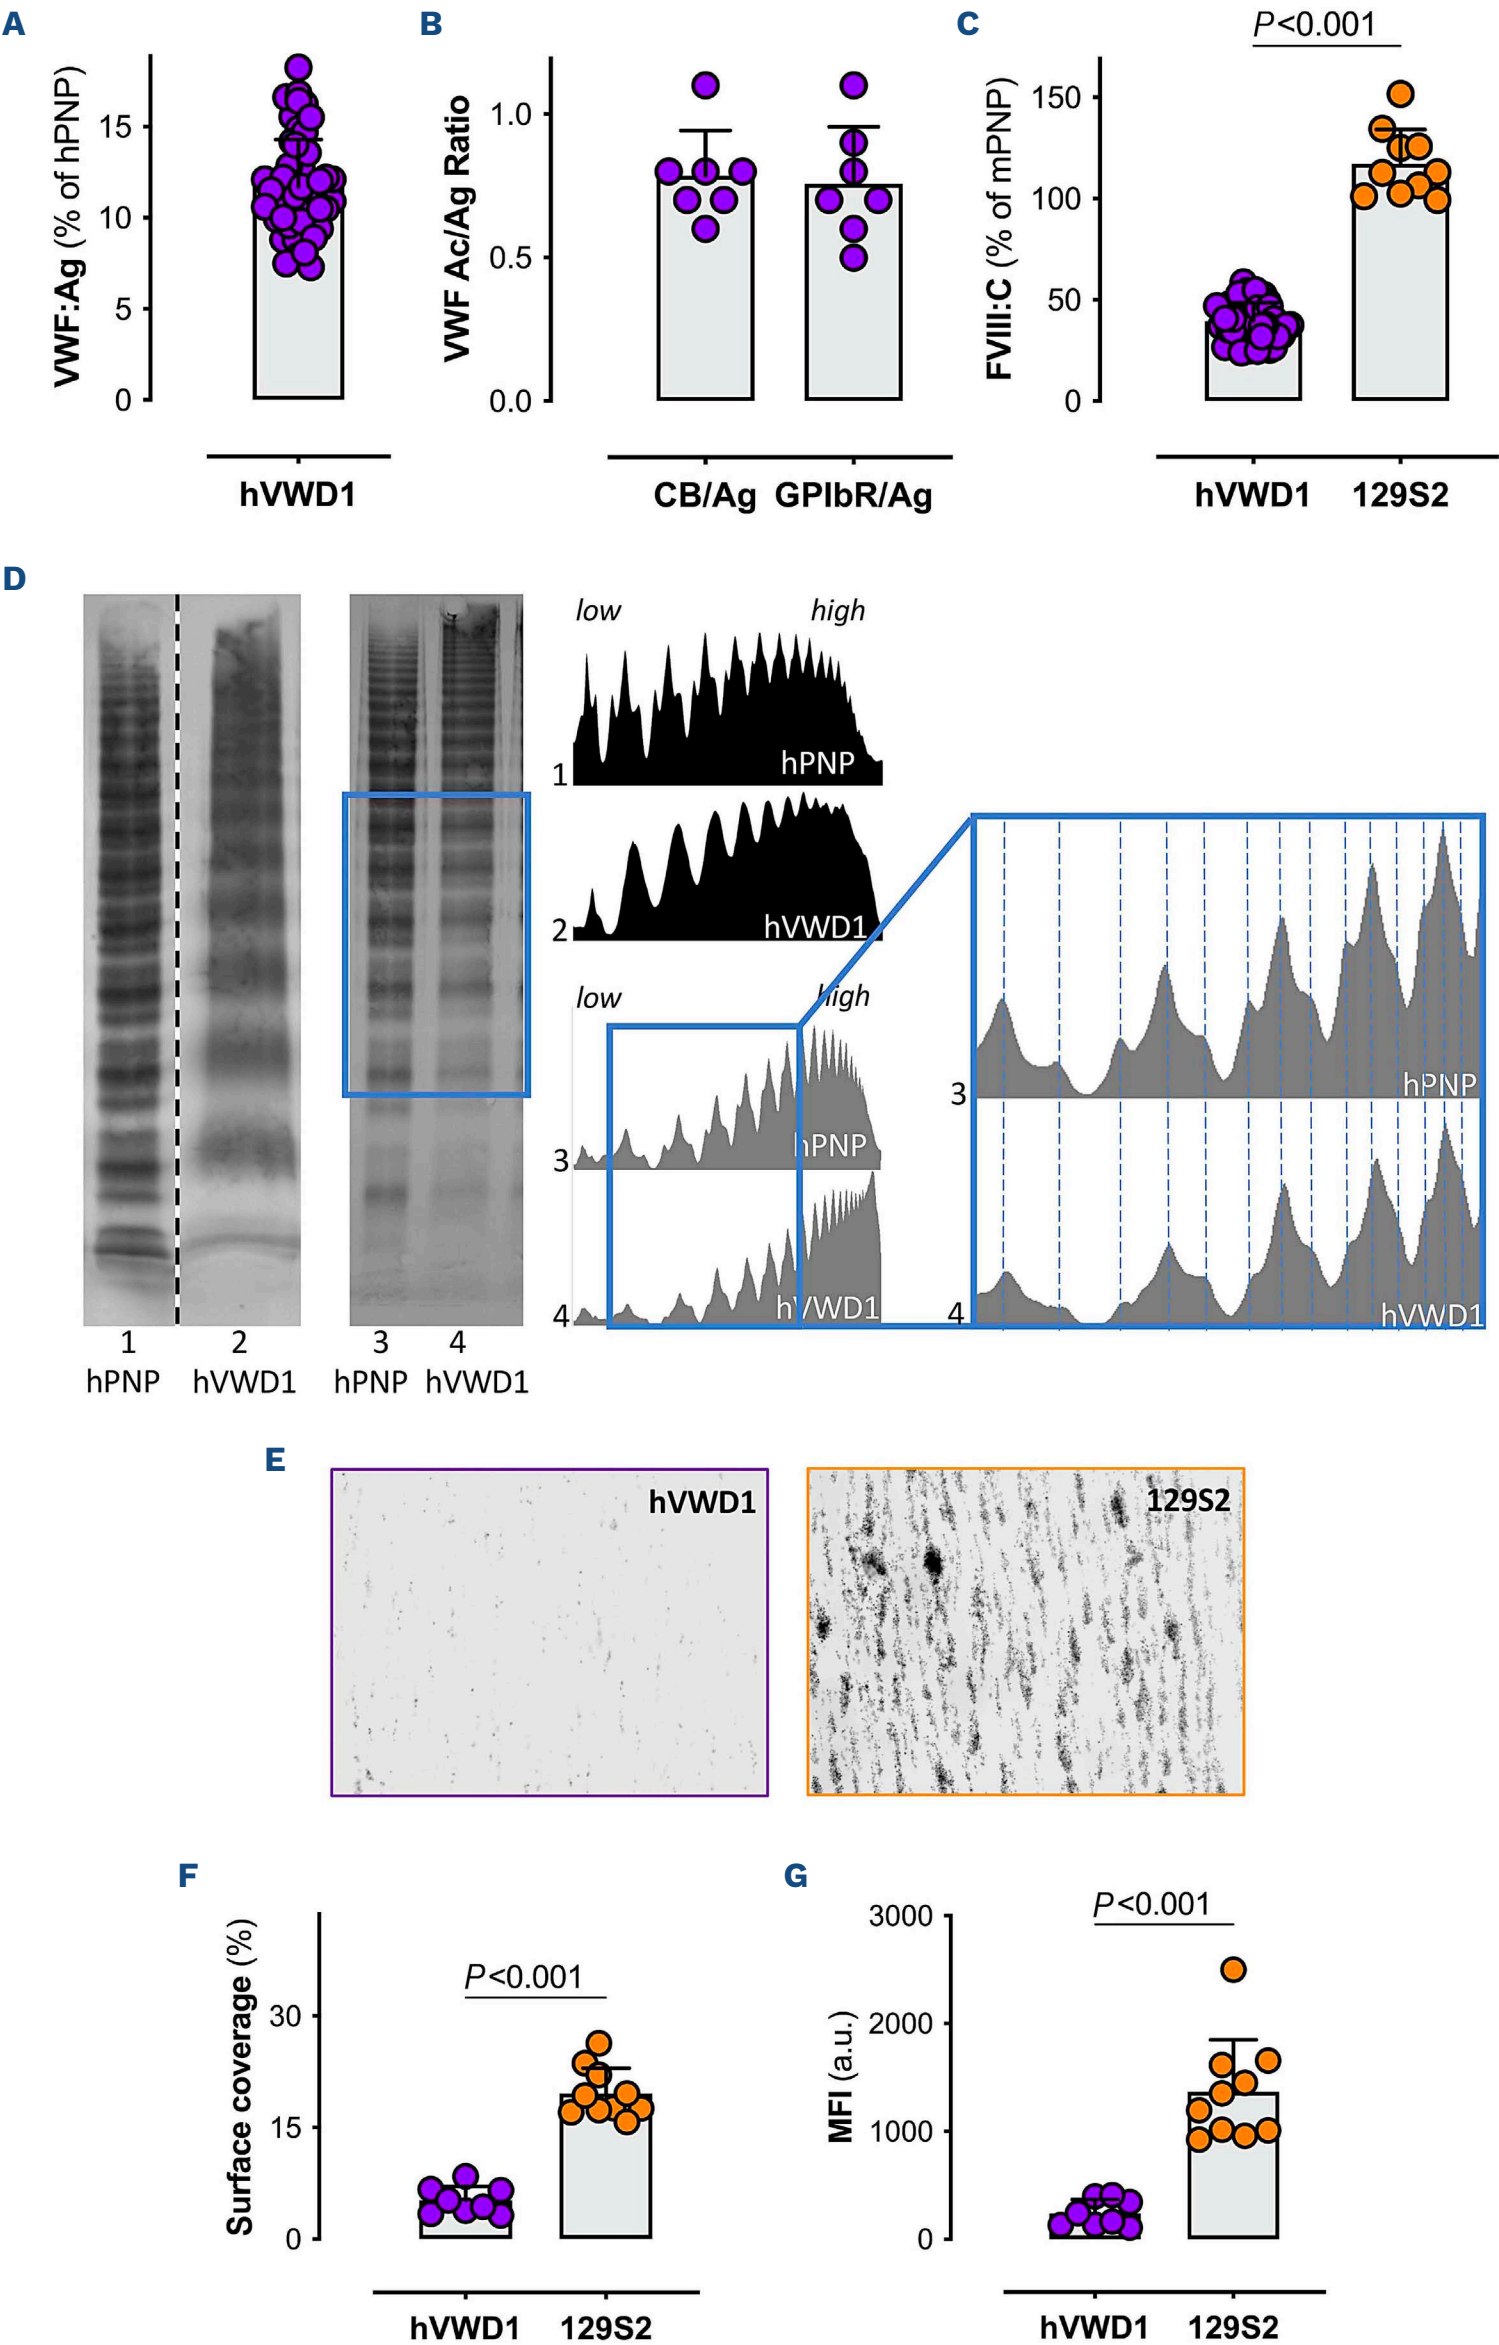 A
VWF:Ag (% of hPNP)
15
10
5
0
hVWD1
B
VWF Ac/Ag Ratio
1.0
0.5
0.0
CB/Ag GPIbR/Ag
C
P<0.001
FVIII:C (% of mPNP)
150
100
50
0
hVWD1 129S2
D
1 2
hPNP hVWD1
3 4
hPNP hVWD1
low high
1 hPNP
2 hVWD1
low high
3 hPNP
4 hVWD1
3 hPNP
4 hVWD1
E
hVWD1
129S2
F
Surface coverage (%)
P<0.001
30
15
0
hVWD1 129S2
G
MFI (a.u.)
P<0.001
3000
2000
1000
0
hVWD1 129S2